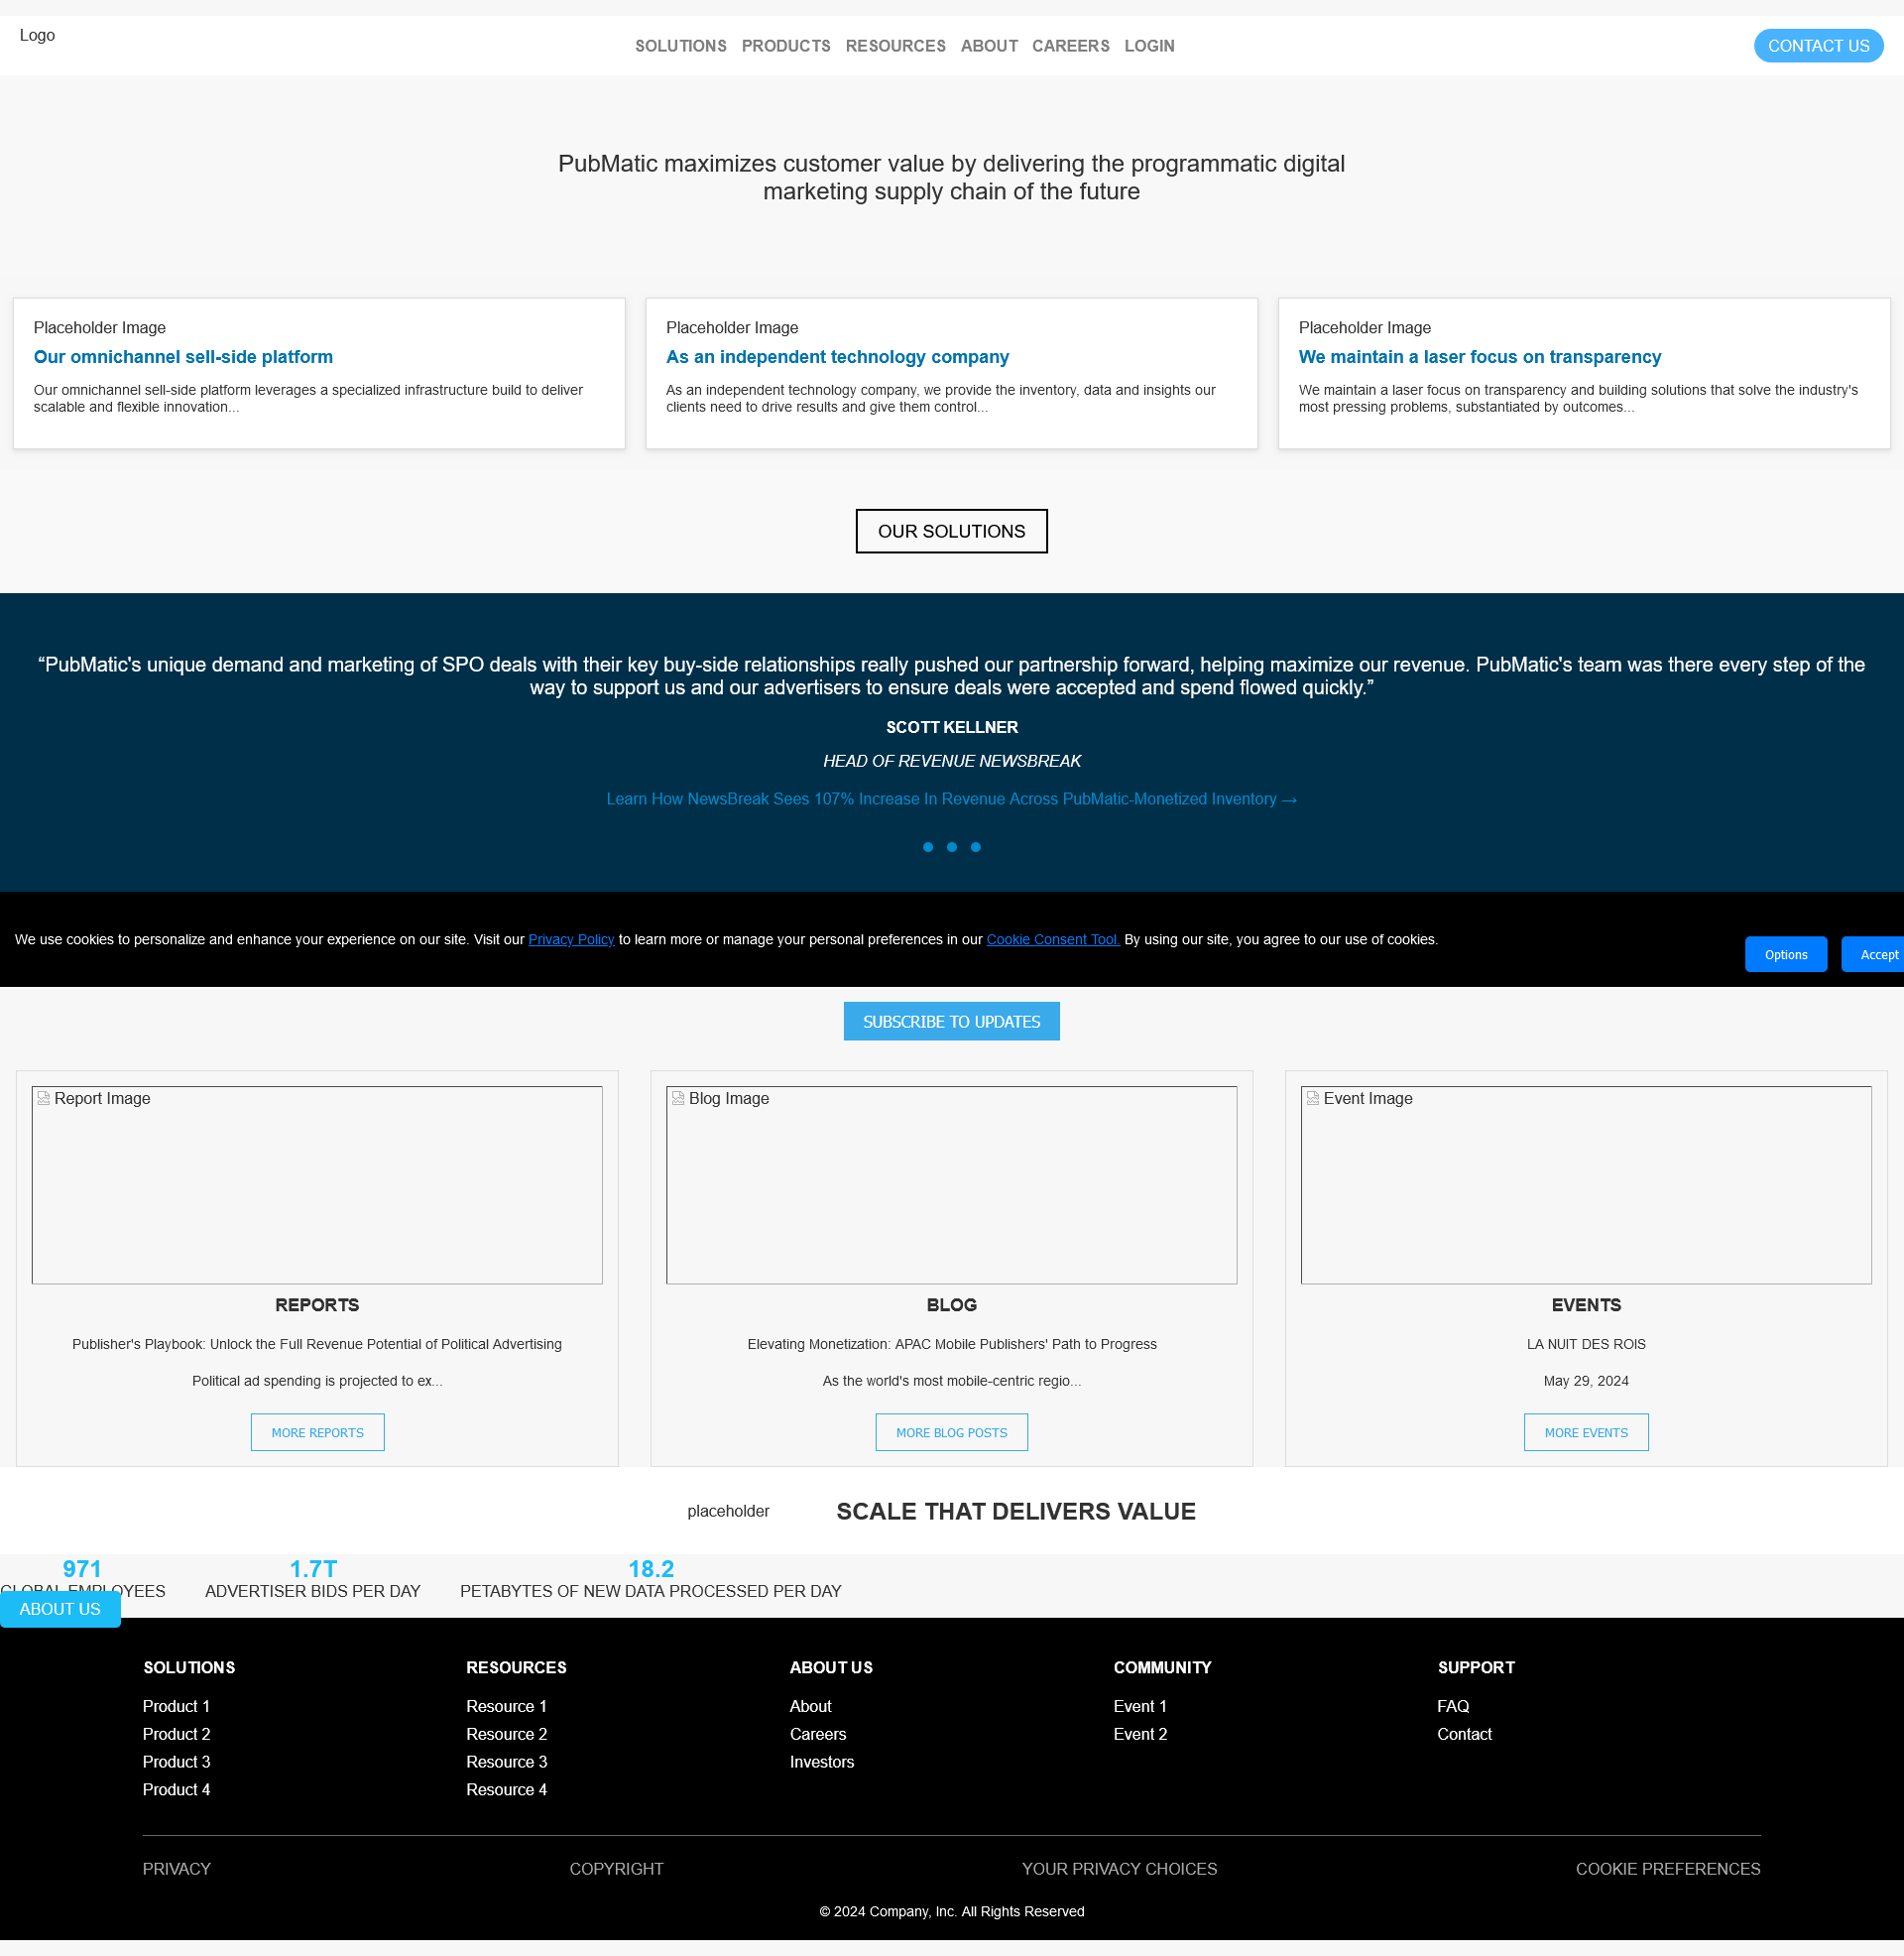 Logo
SOLUTIONS PRODUCTS RESOURCES ABOUT CAREERS LOGIN
CONTACT US
PubMatic maximizes customer value by delivering the programmatic digital
marketing supply chain of the future
Placeholder Image
Our omnichannel sell-side platform
Our omnichannel sell-side platform leverages a specialized infrastructure build to deliver
scalable and flexible innovation...
Placeholder Image
As an independent technology company
As an independent technology company, we provide the inventory, data and insights our
clients need to drive results and give them control...
Placeholder Image
We maintain a laser focus on transparency
We maintain a laser focus on transparency and building solutions that solve the industry's
most pressing problems, substantiated by outcomes...
OUR SOLUTIONS
“PubMatic's unique demand and marketing of SPO deals with their key buy-side relationships really pushed our partnership forward, helping maximize our revenue. PubMatic's team was there every step of the
way to support us and our advertisers to ensure deals were accepted and spend flowed quickly.”
SCOTT KELLNER
HEAD OF REVENUE NEWSBREAK
Learn How NewsBreak Sees 107% Increase In Revenue Across PubMatic-Monetized Inventory →
We use cookies to personalize and enhance your experience on our site. Visit our Privacy Policy to learn more or manage your personal preferences in our Cookie Consent Tool. By using our site, you agree to our use of cookies.
Options
Accept
SUBSCRIBE TO UPDATES
Report Image
REPORTS
Publisher's Playbook: Unlock the Full Revenue Potential of Political Advertising
Political ad spending is projected to ex...
MORE REPORTS
Blog Image
BLOG
Elevating Monetization: APAC Mobile Publishers' Path to Progress
As the world's most mobile-centric regio...
MORE BLOG POSTS
Event Image
EVENTS
LA NUIT DES ROIS
May 29, 2024
MORE EVENTS
placeholder
SCALE THAT DELIVERS VALUE
971
GLOBAL EMPLOYEES
1.7T
ADVERTISER BIDS PER DAY
18.2
PETABYTES OF NEW DATA PROCESSED PER DAY
ABOUT US
SOLUTIONS
Product 1
Product 2
Product 3
Product 4
RESOURCES
Resource 1
Resource 2
Resource 3
Resource 4
ABOUT US
About
Careers
Investors
COMMUNITY
Event 1
Event 2
SUPPORT
FAQ
Contact
PRIVACY
COPYRIGHT
YOUR PRIVACY CHOICES
COOKIE PREFERENCES
© 2024 Company, Inc. All Rights Reserved